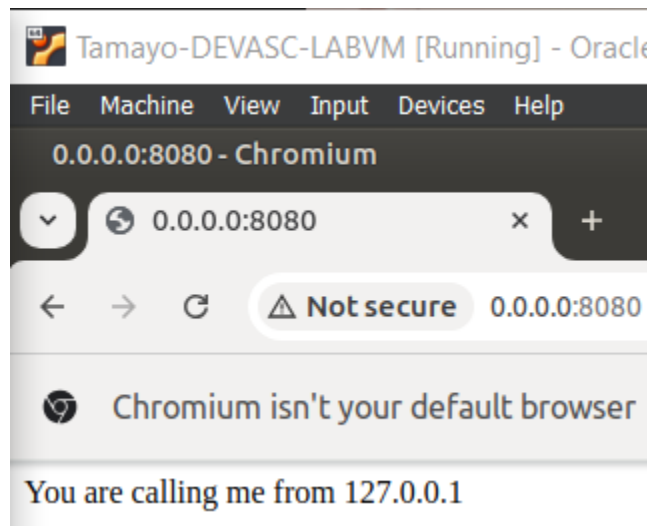 Tamayo-DEVASC-LABVM [Running] - Oracle
File Machine View Input Devices Help
0.0.0.0:8080 - Chromium
0.0.0.0:8080
Not secure 0.0.0.0:8080
Chromium isn't your default browser
You are calling me from 127.0.0.1